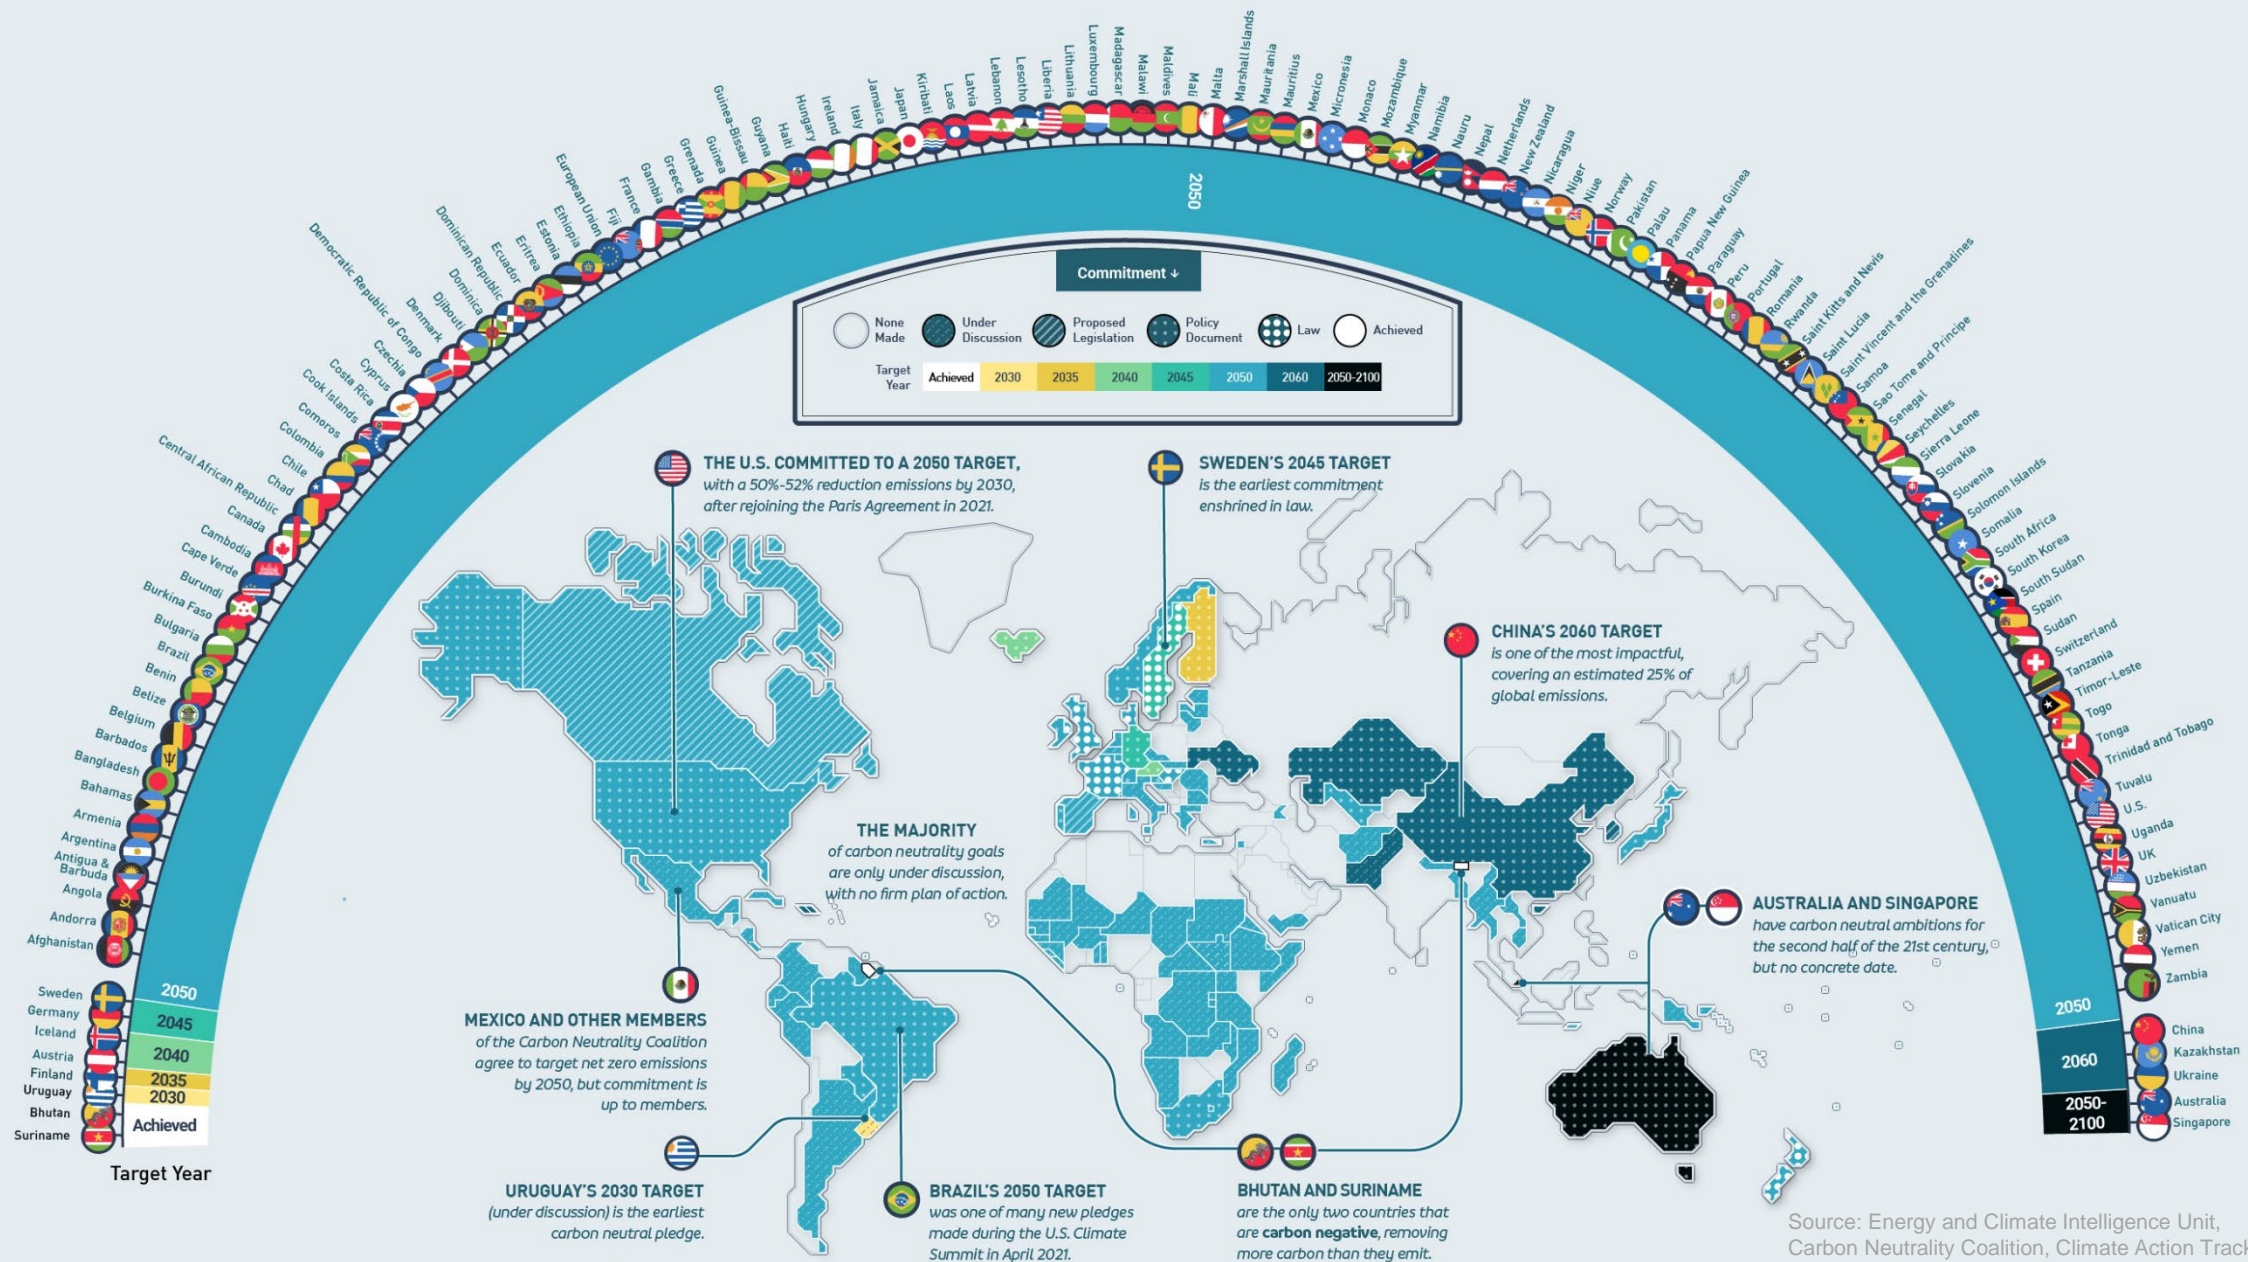 Sweden
Germany
Iceland
Austria
Finland
Uruguay
Bhutan
Suriname
2050
2045
2040
2035
2030
Achieved
Target Year
Afghanistan
Andorra
Angola
Antigua &
Barbuda
Argentina
Armenia
Bahamas
Bangladesh
Barbados
Belgium
Belize
Benin
Brazil
Bulgaria
Burkina Faso
Burundi
Cape Verde
Cambodia
Canada
Central African Republic
Chad
Chile
Colombia
Comoros
Cook Islands
Costa Rica
Cyprus
Czechia
Democratic Republic of Congo
Denmark
Djibouti
Dominica
Dominican Republic
Ecuador
Eritrea
Estonia
Ethiopia
European Union
Fiji
France
Gambia
Greece
Grenada
Guinea
Guinea-Bissau
Guyana
Haiti
Hungary
Ireland
Italy
Jamaica
Japan
Kiribati
Laos
Latvia
Lebanon
Lesotho
Liberia
Lithuania
Luxembourg
Madagascar
Malawi
Maldives
Mali
Malta
Marshall Islands
Mauritania
Mauritius
Mexico
Micronesia
Monaco
Mozambique
Myanmar
Namibia
Nauru
Nepal
Netherlands
New Zealand
Nicaragua
Niger
Niue
Norway
Pakistan
Palau
Panama
Papua New Guinea
Paraguay
Peru
Portugal
Romania
Rwanda
Saint Kitts and Nevis
Saint Lucia
Saint Vincent and the Grenadines
Samoa
Sao Tome and Principe
Senegal
Seychelles
Sierra Leone
Slovakia
Slovenia
Solomon Islands
Somalia
South Africa
South Korea
South Sudan
Spain
Sudan
Switzerland
Tanzania
Timor-Leste
Togo
Tonga
Trinidad and Tobago
Tuvalu
U.S.
Uganda
UK
Uzbekistan
Vanuatu
Vatican City
Yemen
Zambia
2050
2050
2060
2050-
2100
China
Kazakhstan
Ukraine
Australia
Singapore
Commitment ↓
None
Made
Under
Discussion
Proposed
Legislation
Policy
Document
Law
Achieved
Target
Year
Achieved 2030 2035 2040 2045 2050 2060 2050-2100
THE U.S. COMMITTED TO A 2050 TARGET,
with a 50%-52% reduction emissions by 2030,
after rejoining the Paris Agreement in 2021.
SWEDEN'S 2045 TARGET
is the earliest commitment
enshrined in law.
CHINA'S 2060 TARGET
is one of the most impactful,
covering an estimated 25% of
global emissions.
THE MAJORITY
of carbon neutrality goals
are only under discussion,
with no firm plan of action.
AUSTRALIA AND SINGAPORE
have carbon neutral ambitions for
the second half of the 21st century,
but no concrete date.
MEXICO AND OTHER MEMBERS
of the Carbon Neutrality Coalition
agree to target net zero emissions
by 2050, but commitment is
up to members.
URUGUAY'S 2030 TARGET
(under discussion) is the earliest
carbon neutral pledge.
BRAZIL'S 2050 TARGET
was one of many new pledges
made during the U.S. Climate
Summit in April 2021.
BHUTAN AND SURINAME
are the only two countries that
are carbon negative, removing
more carbon than they emit.
Source: Energy and Climate Intelligence Unit,
Carbon Neutrality Coalition, Climate Action Track